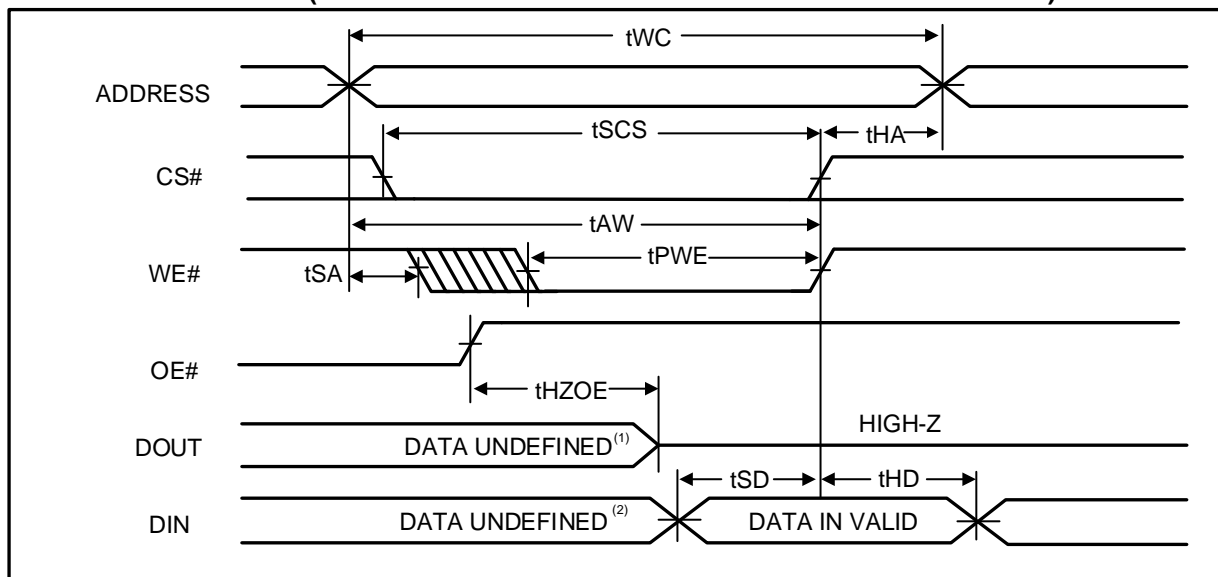 tWC
ADDRESS
tSCS
tHA
CS#
tAW
tPWE
WE#
tSA
OE#
tHZOE
HIGH-Z
DOUT
DATA UNDEFINED(1)
tSD
tHD
DIN
DATA UNDEFINED(2)
DATA IN VALID